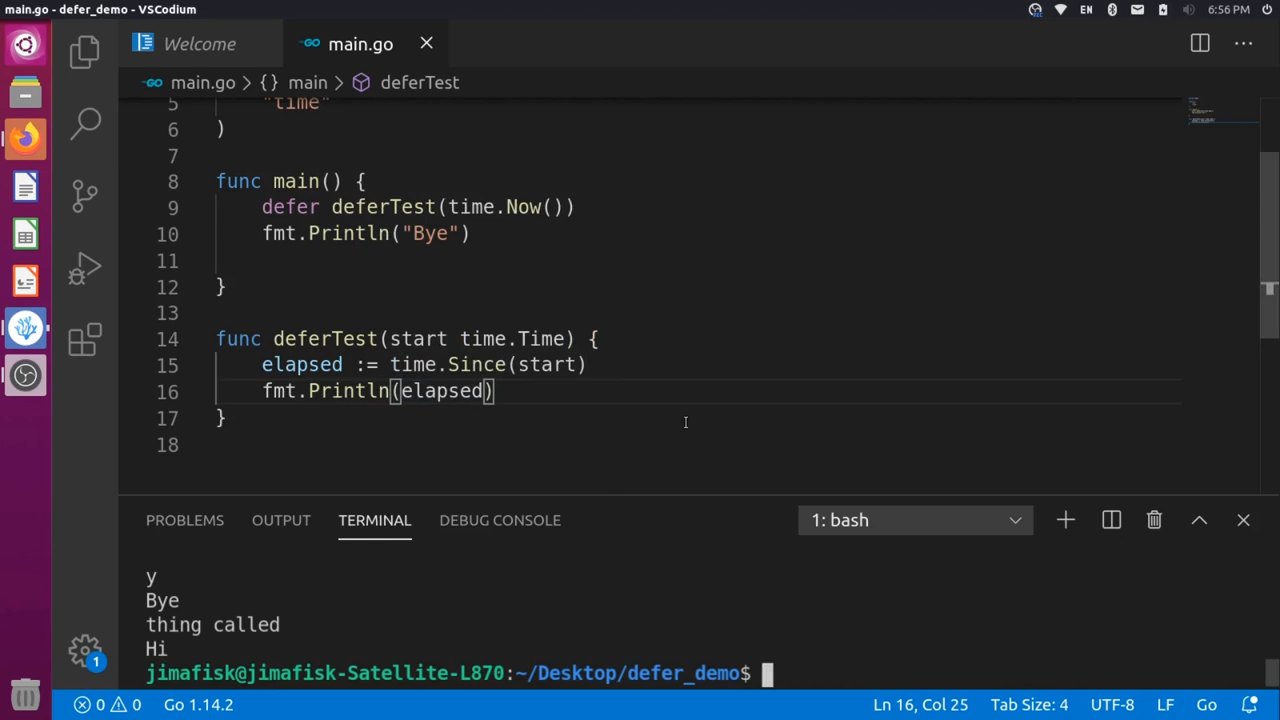 main.go - defer_demo - VSCodium
EN
6:56 PM
Welcome
main.go
main.go > {} main > deferTest
5 "time"
6 )
7
8 func main() {
9 defer deferTest(time.Now())
10 fmt.Println("Bye")
11
12 }
13
14 func deferTest(start time.Time) {
15 elapsed := time.Since(start)
16 fmt.Println(elapsed)
17 }
18
PROBLEMS OUTPUT TERMINAL DEBUG CONSOLE 1: bash
y
Bye
thing called
Hi
jimafisk@jimafisk-Satellite-L870:~/Desktop/defer_demo$
1
0 0 Go 1.14.2 Ln 16, Col 25 Tab Size: 4 UTF-8 LF Go